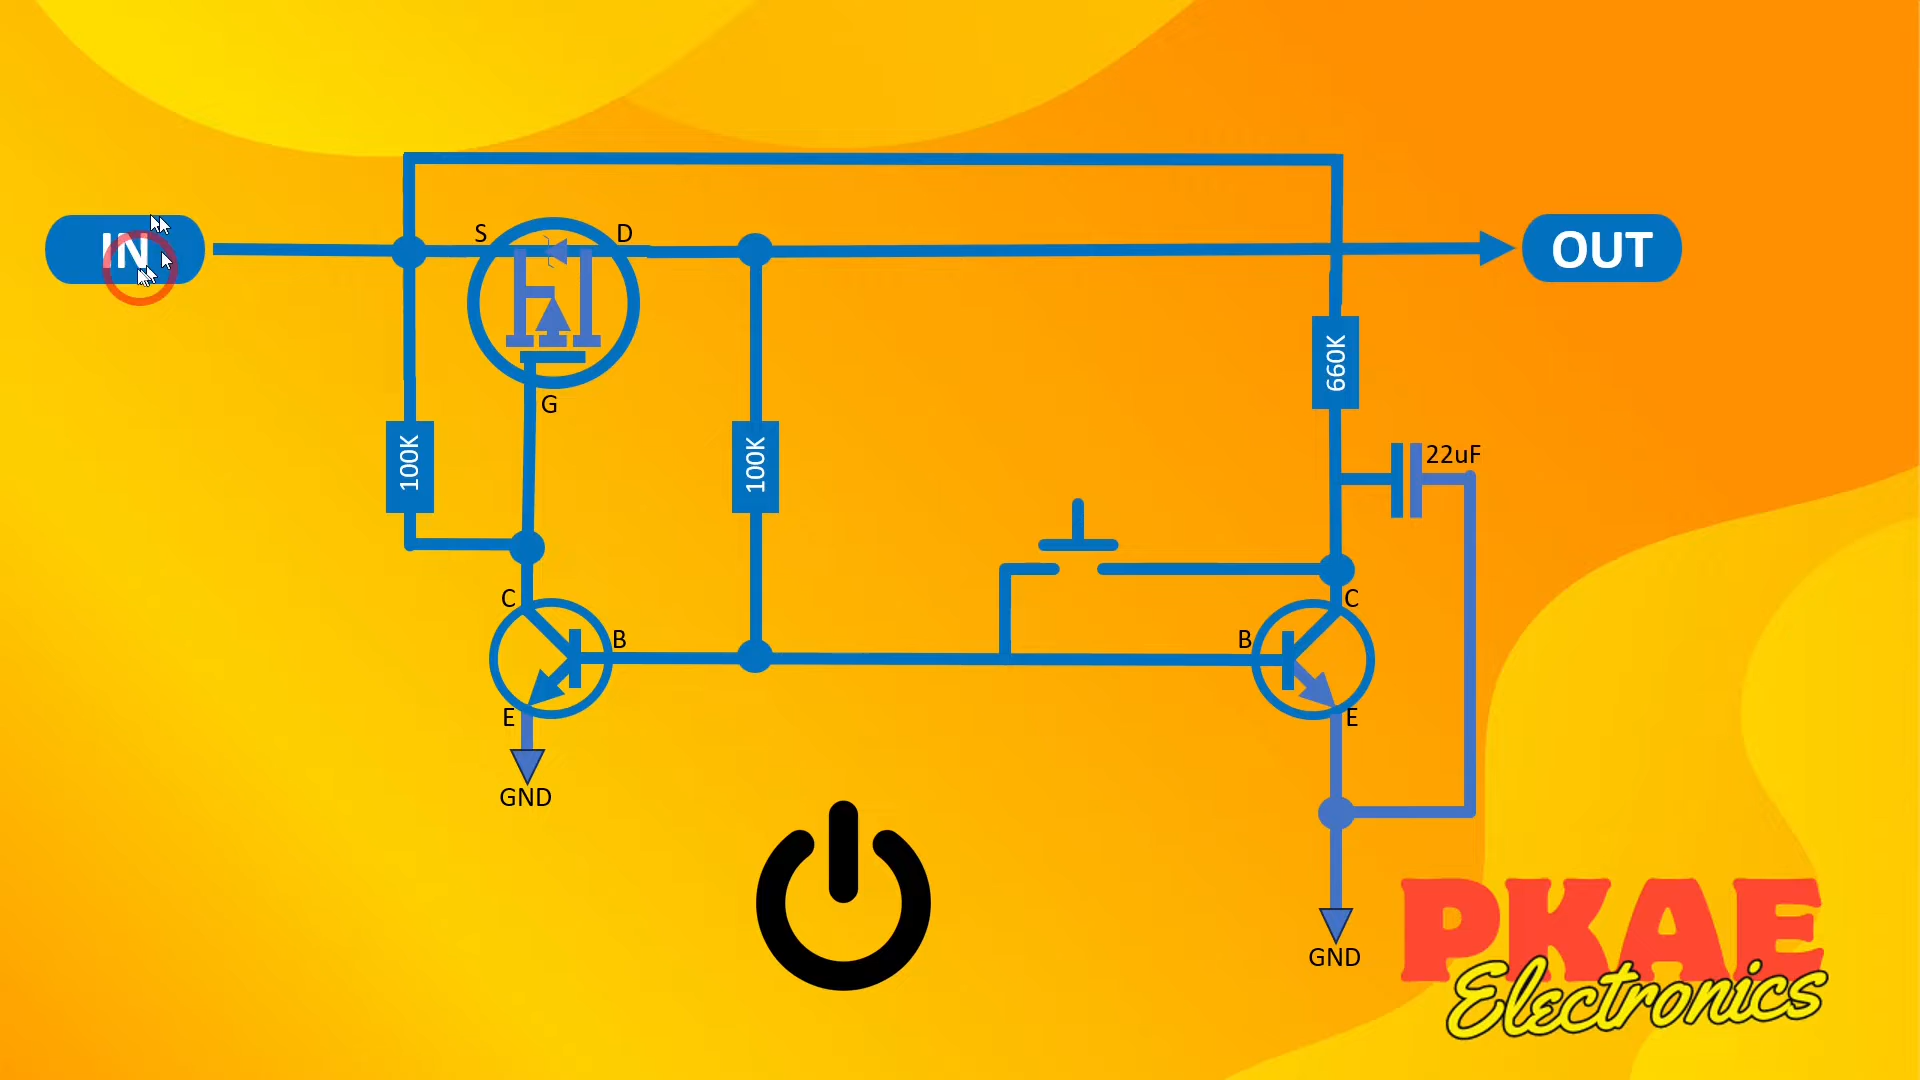 IN
S
D
OUT
660K
G
22uF
100K
100K
C
B
B
C
E
E
GND
GND
PKAE
Electronics